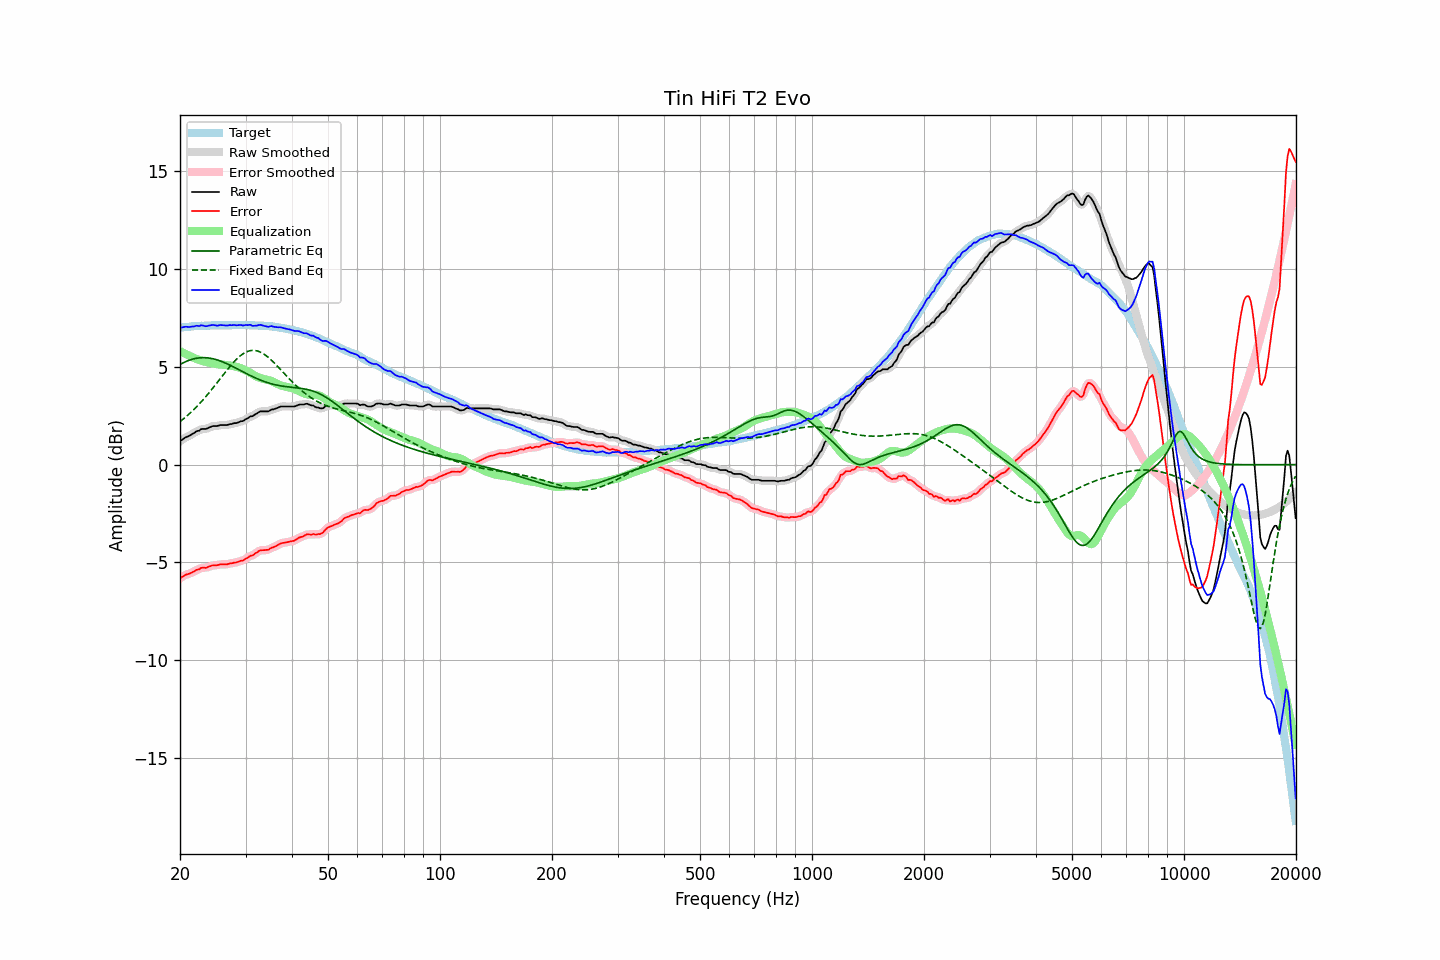 Tin HiFi T2 Evo
Target
Raw Smoothed
Error Smoothed
Raw
Error
Equalization
Parametric Eq
Fixed Band Eq
Equalized
Amplitude (dBr)
15
10
5
0
−5
−10
−15
20
50
100
200
500
1000
2000
5000
10000
20000
Frequency (Hz)